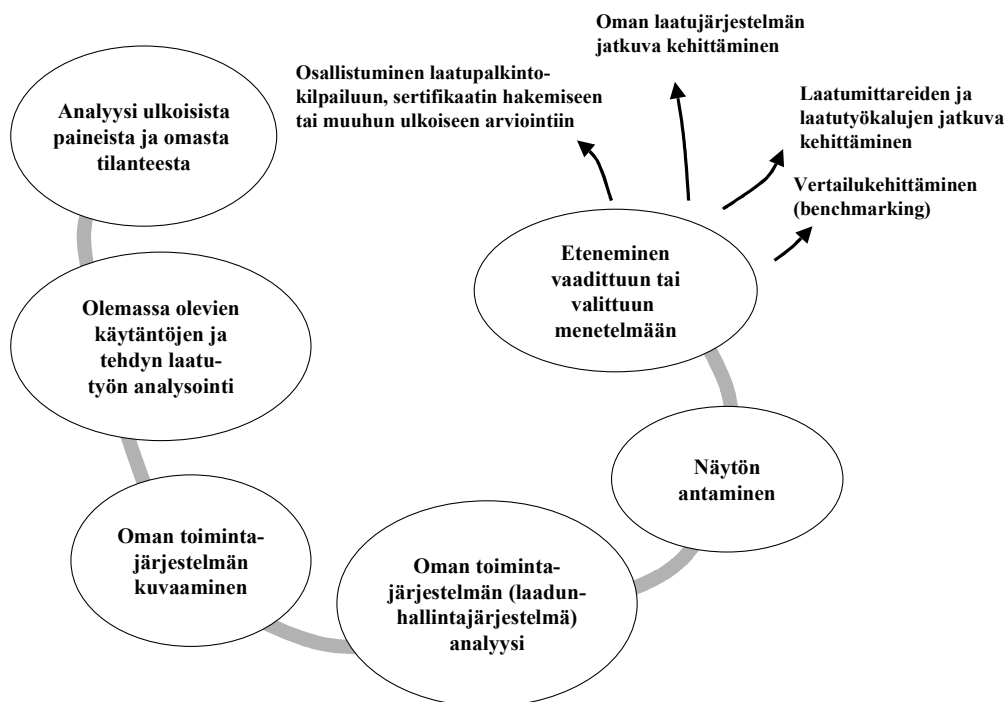 Oman laatujärjestelmän
jatkuva kehittäminen
Osallistuminen laatupalkinto-
kilpailuun, sertifikaatin hakemiseen
tai muuhun ulkoiseen arviointiin
Laatumittareiden ja
laatutyökalujen jatkuva
kehittäminen
Vertailukehittäminen
(benchmarking)
Analyysi ulkoisista
paineista ja omasta
tilanteesta
Olemassa olevien
käytäntöjen ja
tehdyn laatu-
työn analysointi
Oman toiminta-
järjestelmän
kuvaaminen
Oman toiminta-
järjestelmän (laadun-
hallintajärjestelmä)
analyysi
Näytön
antaminen
Eteneminen
vaadittuun tai
valittuun
menetelmään